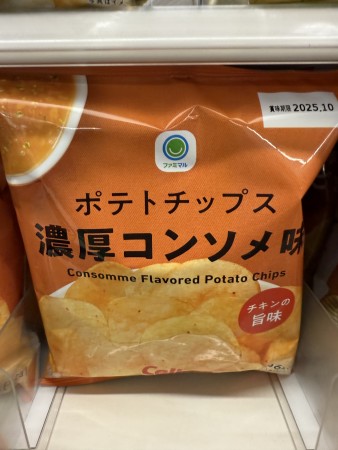 賞味期限 2025.10
ファミマル
ポテトチップス
濃厚コンソメ味
Consomme Flavored Potato Chips
チキンの
旨味